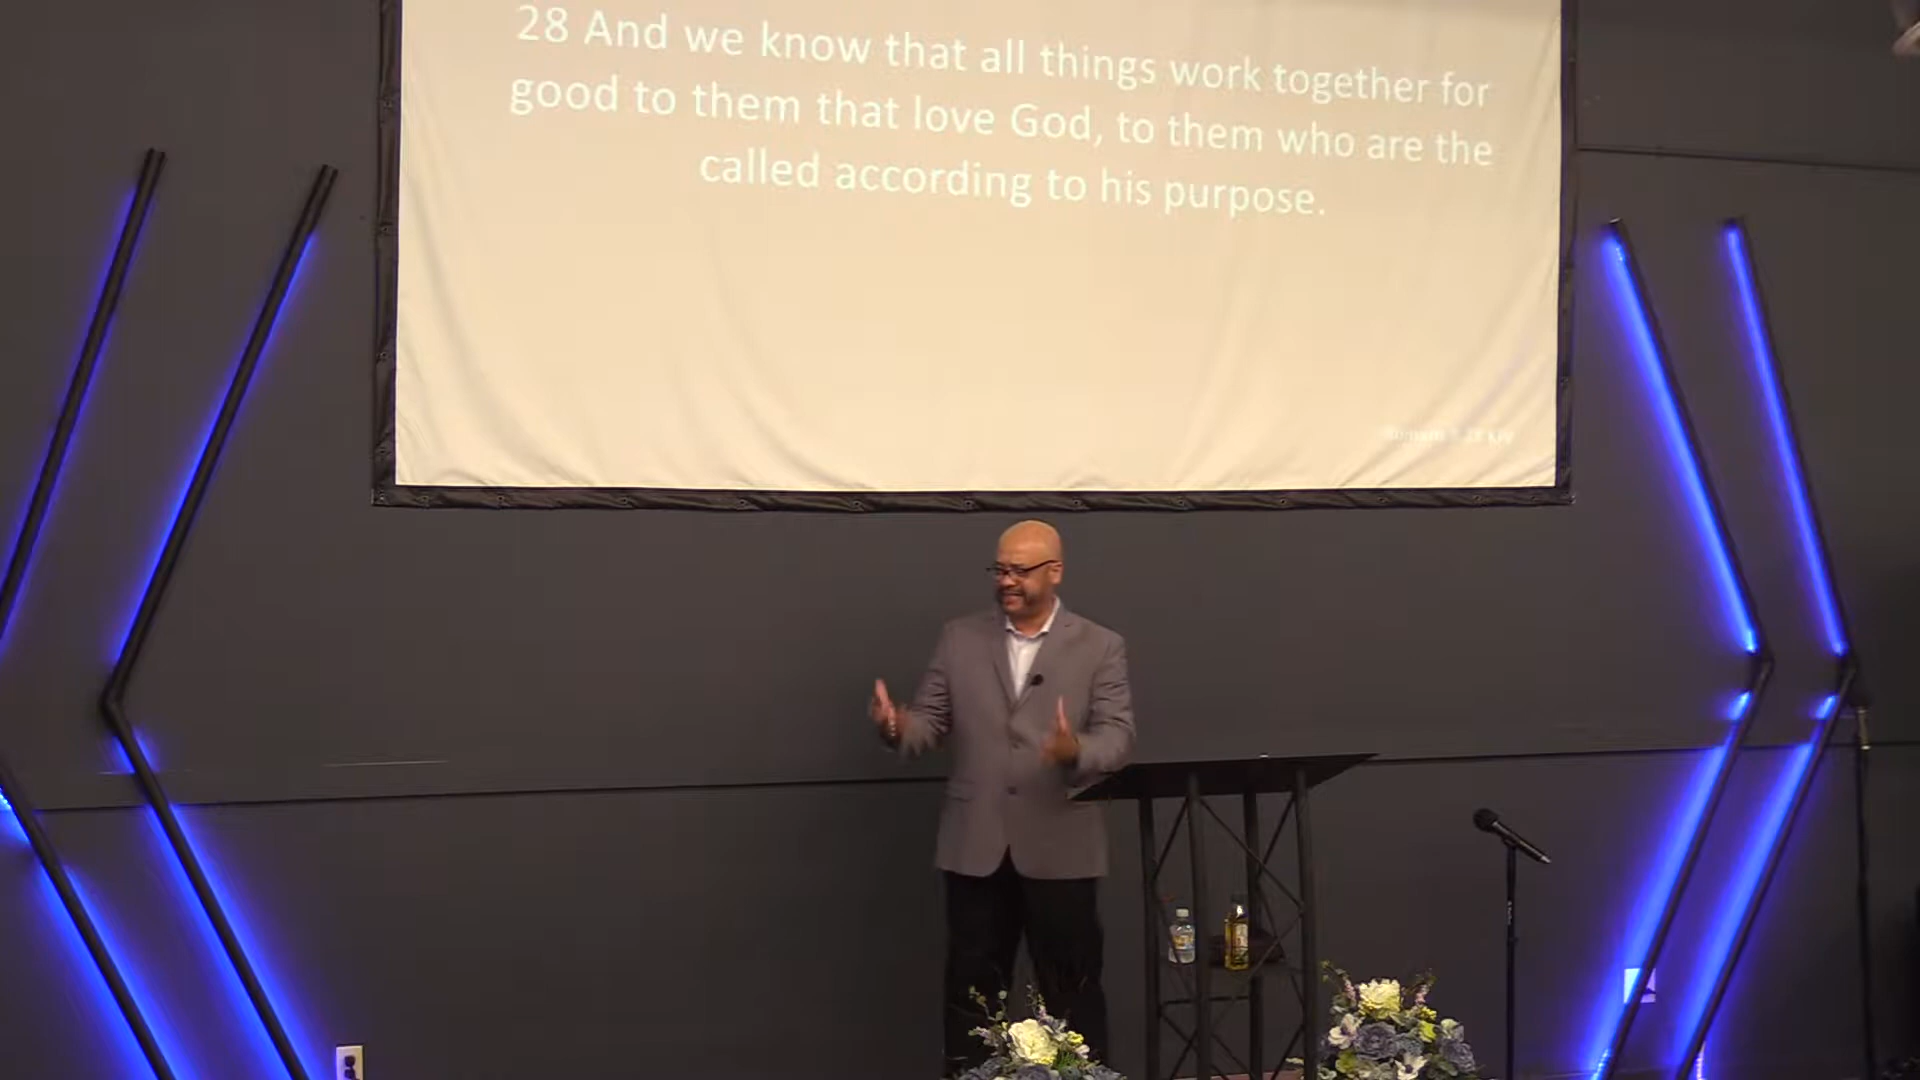 28 And we know that all things work together for
good to them that love God, to them who are the
called according to his purpose.